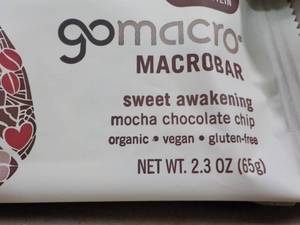 gomacro
MACROBAR
sweet awakening
mocha chocolate chip
organic • vegan • gluten-free
NET WT. 2.3 OZ (65g)